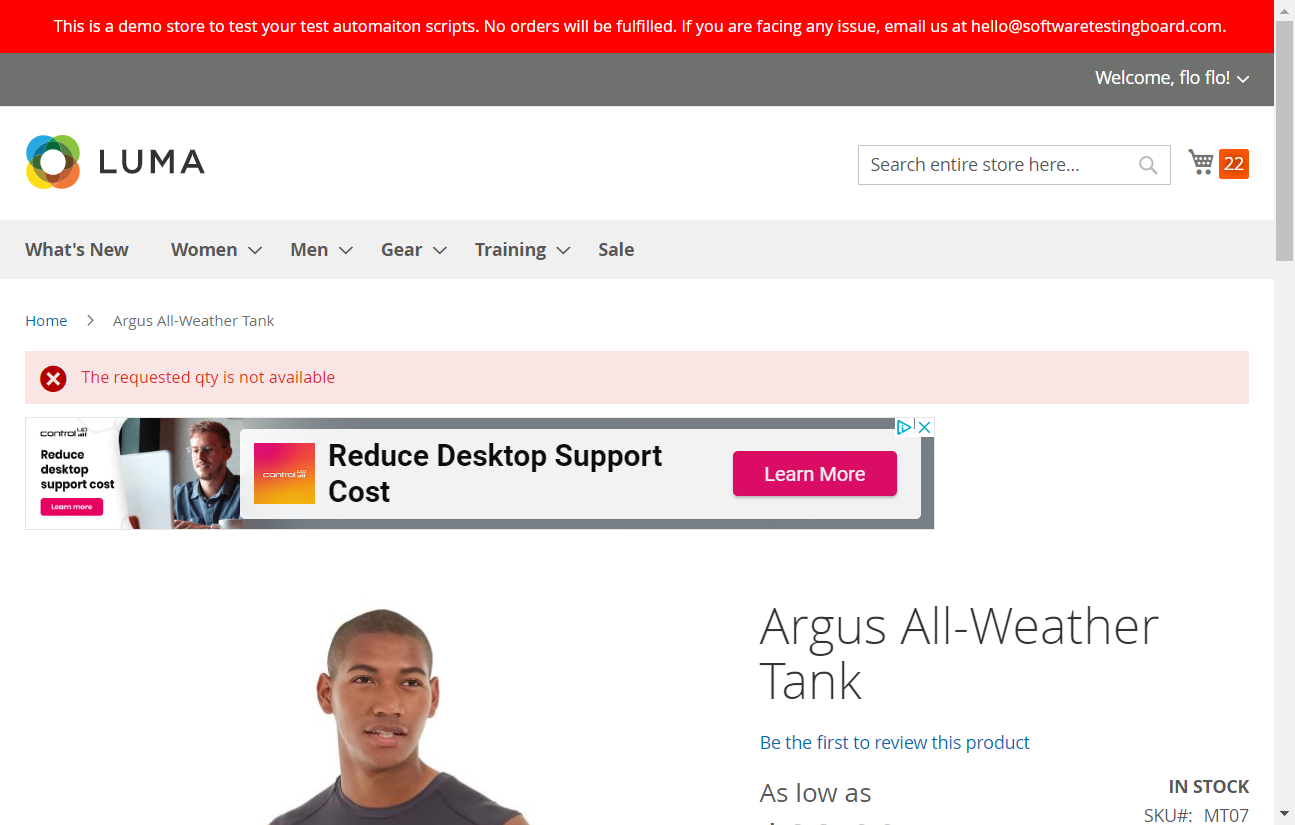 This is a demo store to test your test automaiton scripts. No orders will be fulfilled. If you are facing any issue, email us at hello@softwaretestingboard.com.
Welcome, flo flo!
LUMA
Search entire store here...
22
What's New
Women
Men
Gear
Training
Sale
Home
Argus All-Weather Tank
The requested qty is not available
control up
Reduce
desktop
support cost
Learn more
control up
Reduce Desktop Support
Cost
Learn More
Argus All-Weather
Tank
Be the first to review this product
As low as
IN STOCK
SKU#: MT07